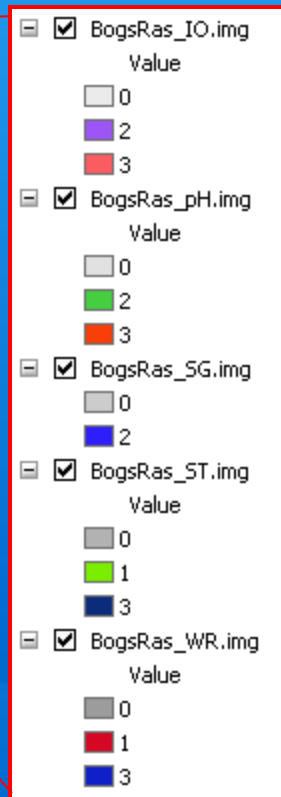 BogsRas_IO.img
Value
0
2
3
BogsRas_pH.img
Value
0
2
3
BogsRas_SG.img
0
2
BogsRas_ST.img
Value
0
1
3
BogsRas_WR.img
Value
0
1
3